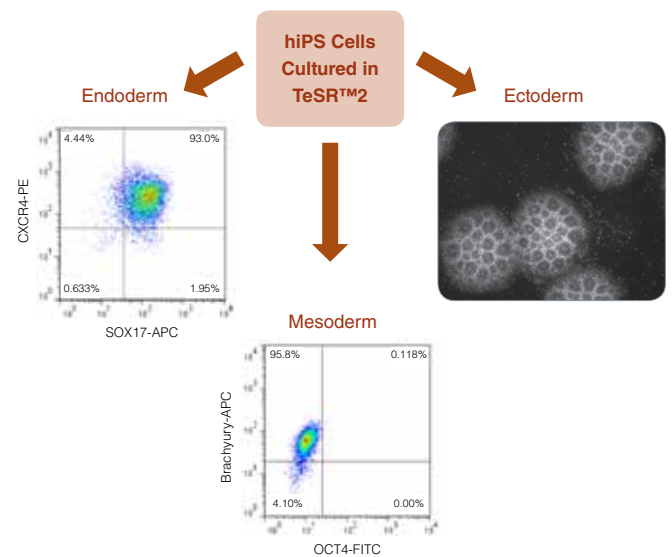 hiPS Cells
Cultured in
TeSR™2
Endoderm
Ectoderm
4.44%
93.0%
CXCR4-PE
0.633%
1.95%
SOX17-APC
Mesoderm
95.8%
0.118%
Brachyury-APC
4.10%
0.00%
OCT4-FITC